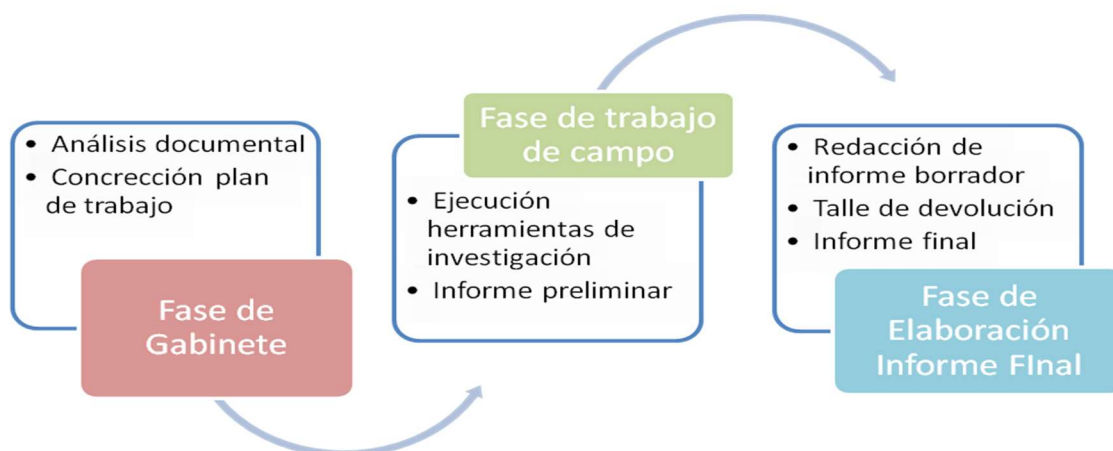 • Análisis documental
• Concrección plan
de trabajo
Fase de
Gabinete
Fase de trabajo
de campo
• Ejecución
herramientas de
investigación
• Informe preliminar
• Redacción de
informe borrador
• Talle de devolución
• Informe final
Fase de
Elaboración
Informe FInal